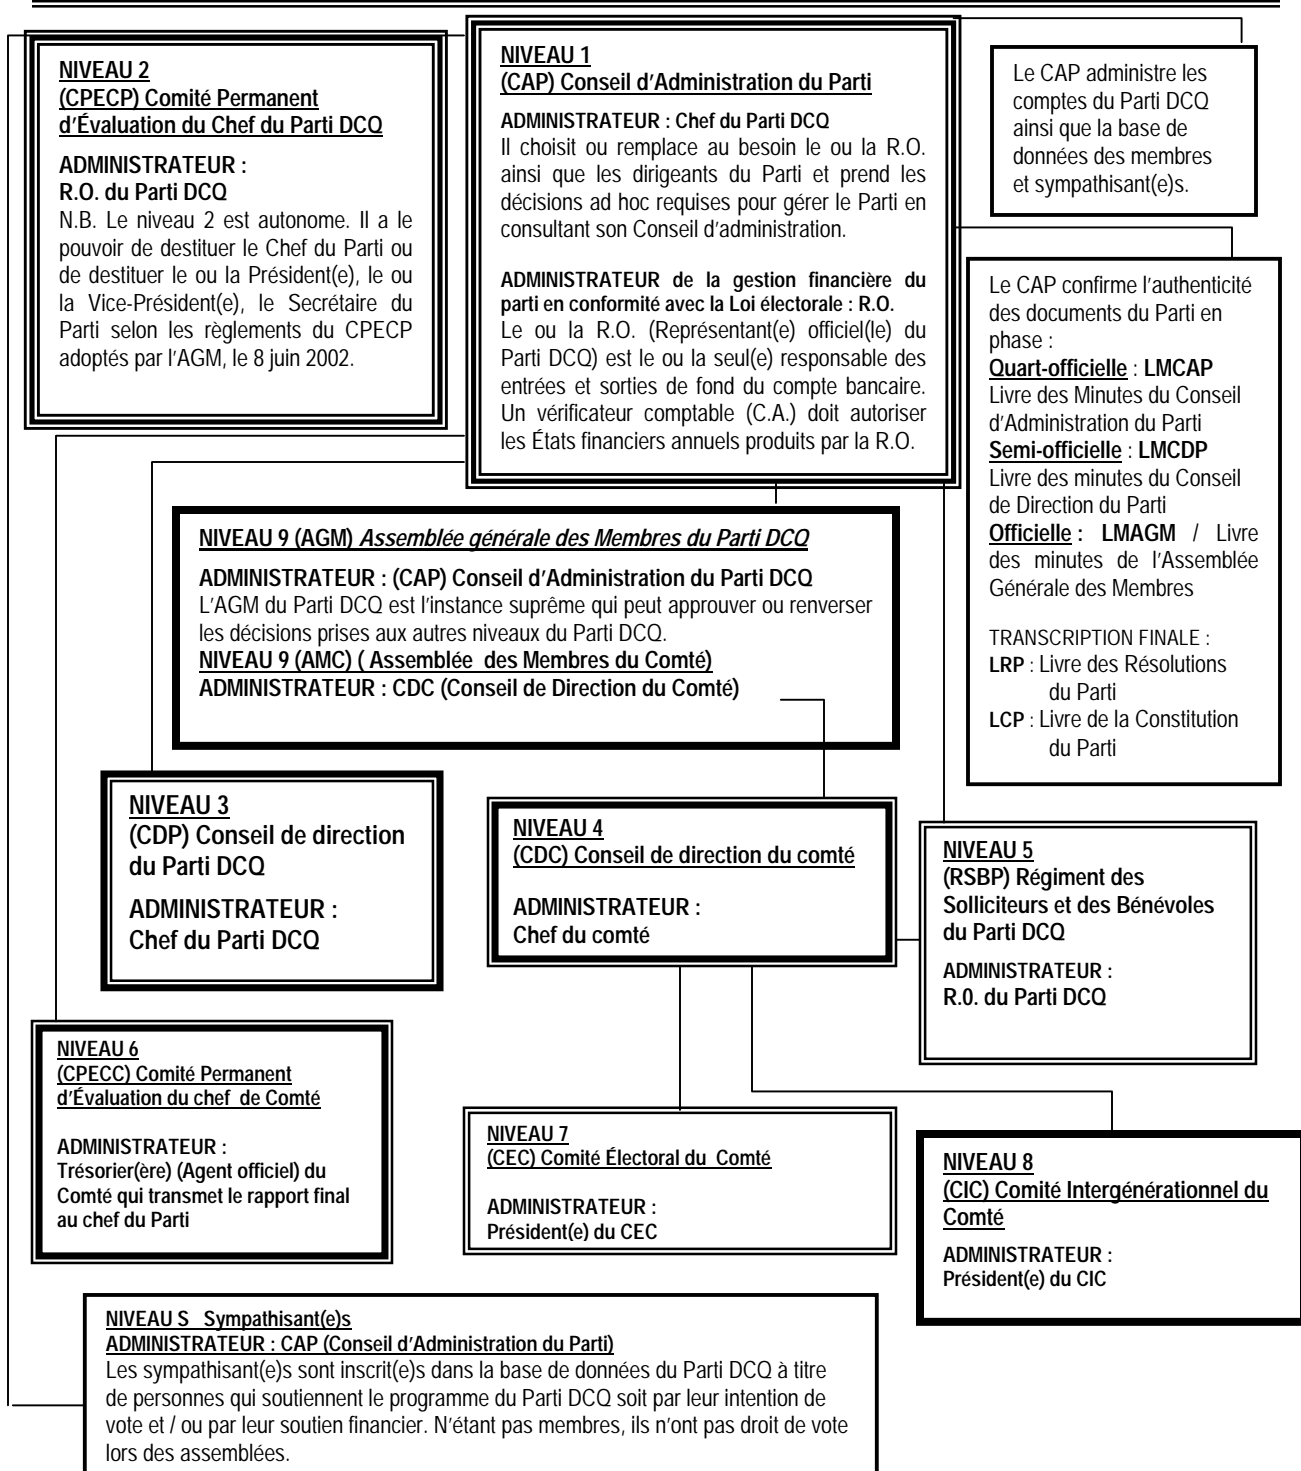 NIVEAU 2
(CPECP) Comité Permanent
d'Évaluation du Chef du Parti DCQ
ADMINISTRATEUR :
R.O. du Parti DCQ
N.B. Le niveau 2 est autonome. Il a le
pouvoir de destituer le Chef du Parti ou
de destituer le ou la Président(e), le ou
la Vice-Président(e), le Secrétaire du
Parti selon les règlements du CPECP
adoptés par l'AGM, le 8 juin 2002.
NIVEAU 1
(CAP) Conseil d'Administration du Parti
ADMINISTRATEUR : Chef du Parti DCQ
Il choisit ou remplace au besoin le ou la R.O.
ainsi que les dirigeants du Parti et prend les
décisions ad hoc requises pour gérer le Parti en
consultant son Conseil d'administration.
ADMINISTRATEUR de la gestion financière du
parti en conformité avec la Loi électorale : R.O.
Le ou la R.O. (Représentant(e) officiel(le) du
Parti DCQ) est le ou la seul(e) responsable des
entrées et sorties de fond du compte bancaire.
Un vérificateur comptable (C.A.) doit autoriser
les États financiers annuels produits par la R.O.
Le CAP administre les
comptes du Parti DCQ
ainsi que la base de
données des membres
et sympathisant(e)s.
Le CAP confirme l'authenticité
des documents du Parti en
phase :
Quart-officielle : LMCAP
Livre des Minutes du Conseil
d'Administration du Parti
Semi-officielle : LMCDP
Livre des minutes du Conseil
de Direction du Parti
Officielle : LMAGM / Livre
des minutes de l'Assemblée
Générale des Membres
TRANSCRIPTION FINALE :
LRP : Livre des Résolutions
du Parti
LCP : Livre de la Constitution
du Parti
NIVEAU 9 (AGM) Assemblée générale des Membres du Parti DCQ
ADMINISTRATEUR : (CAP) Conseil d'Administration du Parti DCQ
L'AGM du Parti DCQ est l'instance suprême qui peut approuver ou renverser
les décisions prises aux autres niveaux du Parti DCQ.
NIVEAU 9 (AMC) ( Assemblée des Membres du Comité)
ADMINISTRATEUR : CDC (Conseil de Direction du Comté)
NIVEAU 3
(CDP) Conseil de direction
du Parti DCQ
ADMINISTRATEUR :
Chef du Parti DCQ
NIVEAU 4
(CDC) Conseil de direction du comté
ADMINISTRATEUR :
Chef du comté
NIVEAU 5
(RSBP) Régiment des
Solliciteurs et des Bénévoles
du Parti DCQ
ADMINISTRATEUR :
R.0. du Parti DCQ
NIVEAU 6
(CPECC) Comité Permanent
d'Évaluation du chef de Comté
ADMINISTRATEUR :
Trésorier(ère) (Agent officiel) du
Comté qui transmet le rapport final
au chef du Parti
NIVEAU 7
(CEC) Comité Électoral du Comté
ADMINISTRATEUR :
Président(e) du CEC
NIVEAU 8
(CIC) Comité Intergénérationnel du
Comté
ADMINISTRATEUR :
Président(e) du CIC
NIVEAU S Sympathisant(e)s
ADMINISTRATEUR : CAP (Conseil d'Administration du Parti)
Les sympathisant(e)s sont inscrit(e)s dans la base de données du Parti DCQ à titre
de personnes qui soutiennent le programme du Parti DCQ soit par leur intention de
vote et / ou par leur soutien financier. N'étant pas membres, ils n'ont pas droit de vote
lors des assemblées.